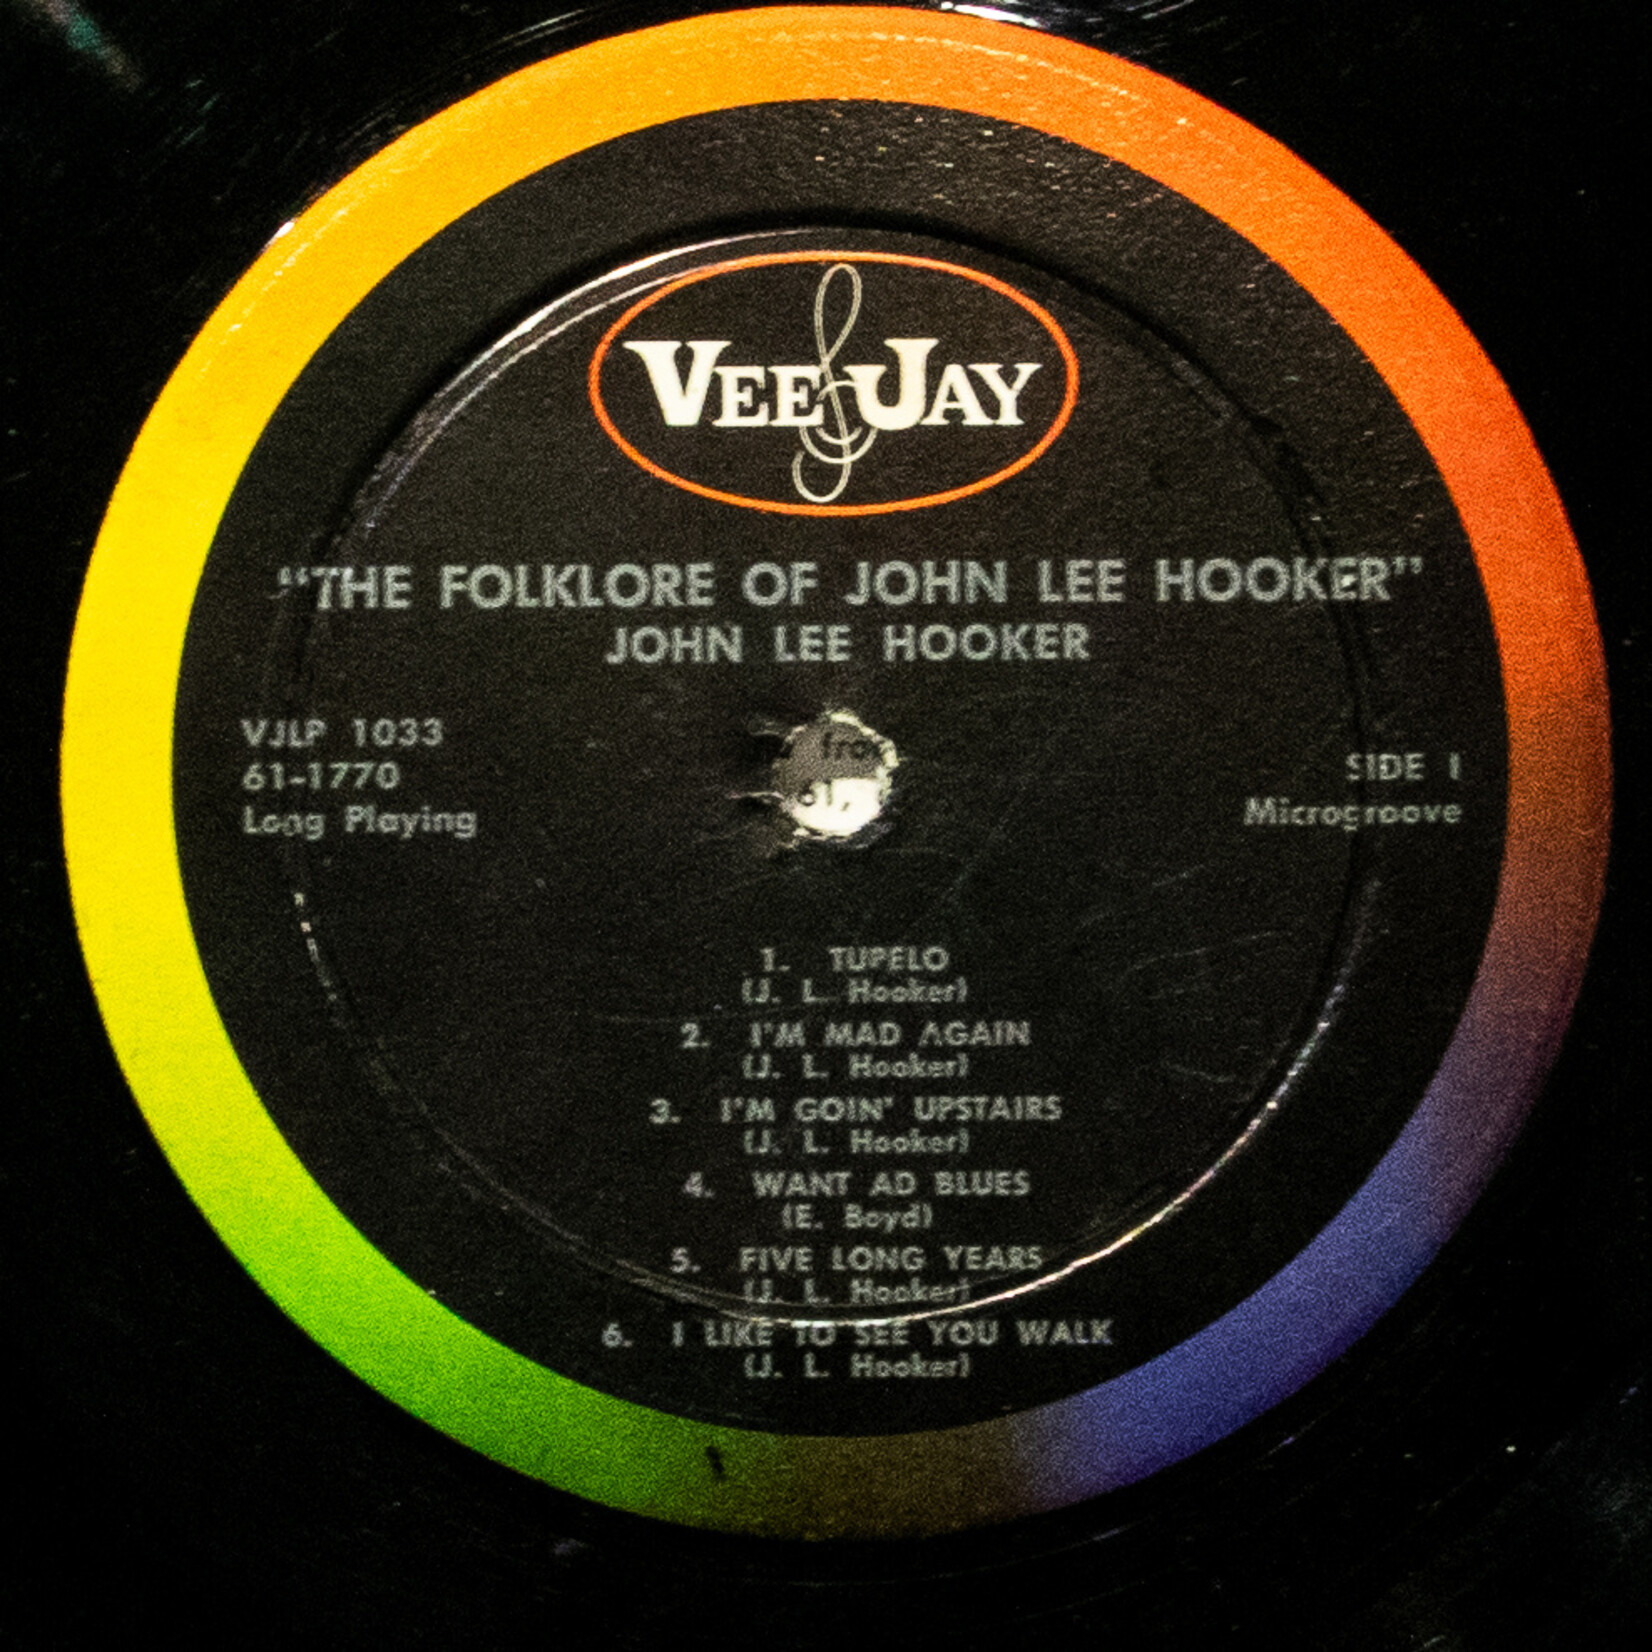 VEE JAY
"THE FOLKLORE OF JOHN LEE HOOKER"
JOHN LEE HOOKER
VJLP 1033
61-1770
Long Playing
SIDE 1
Microgroove
1. TUPELO
(J. L. Hooker)
2. I'M MAD AGAIN
(J. L. Hooker)
3. I'M GOIN' UPSTAIRS
(J. L. Hooker)
4. WANT AD BLUES
(E. Boyd)
5. FIVE LONG YEARS
(J. L. Hooker)
6. I LIKE TO SEE YOU WALK
(J. L. Hooker)